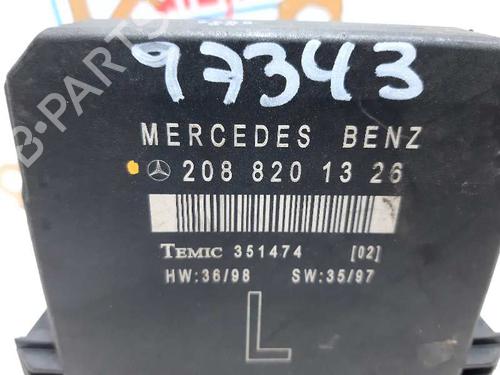 97343
MERCEDES BENZ
208 820 13 26
TEMIC 351474 [02]
HW:36/98 SW:35/97
L
B-PARTS